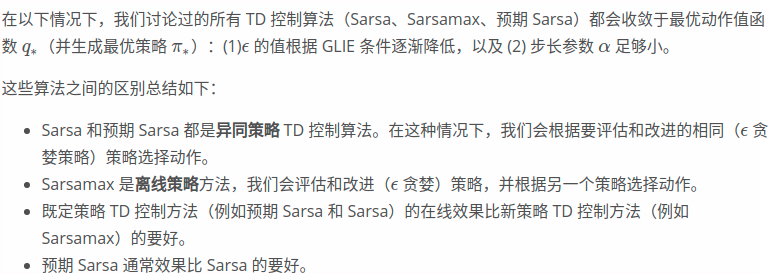 在以下情况下，我们讨论过的所有 TD 控制算法（Sarsa、Sarsamax、预期 Sarsa）都会收敛于最优动作值函
数 q∗（并生成最优策略 π∗）：(1)ϵ 的值根据 GLIE 条件逐渐降低，以及 (2) 步长参数 α 足够小。
这些算法之间的区别总结如下：
• Sarsa 和预期 Sarsa 都是异同策略 TD 控制算法。在这种情况下，我们会根据要评估和改进的相同（ϵ 贪
婪策略）策略选择动作。
• Sarsamax 是离线策略方法，我们会评估和改进（ϵ 贪婪）策略，并根据另一个策略选择动作。
• 既定策略 TD 控制方法（例如预期 Sarsa 和 Sarsa）的在线效果比新策略 TD 控制方法（例如
Sarsamax）的要好。
• 预期 Sarsa 通常效果比 Sarsa 的要好。